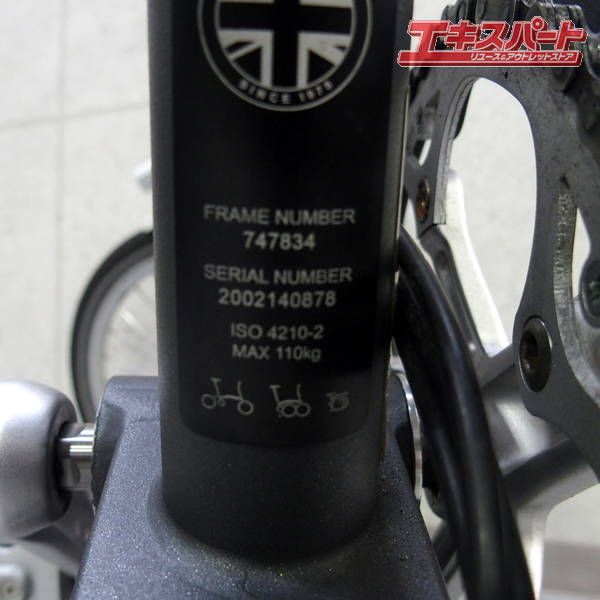 エキスパート
リユース&アウトレットストア
SINCE 1976
FRAME NUMBER
747834
SERIAL NUMBER
2002140878
ISO 4210-2
MAX 110kg